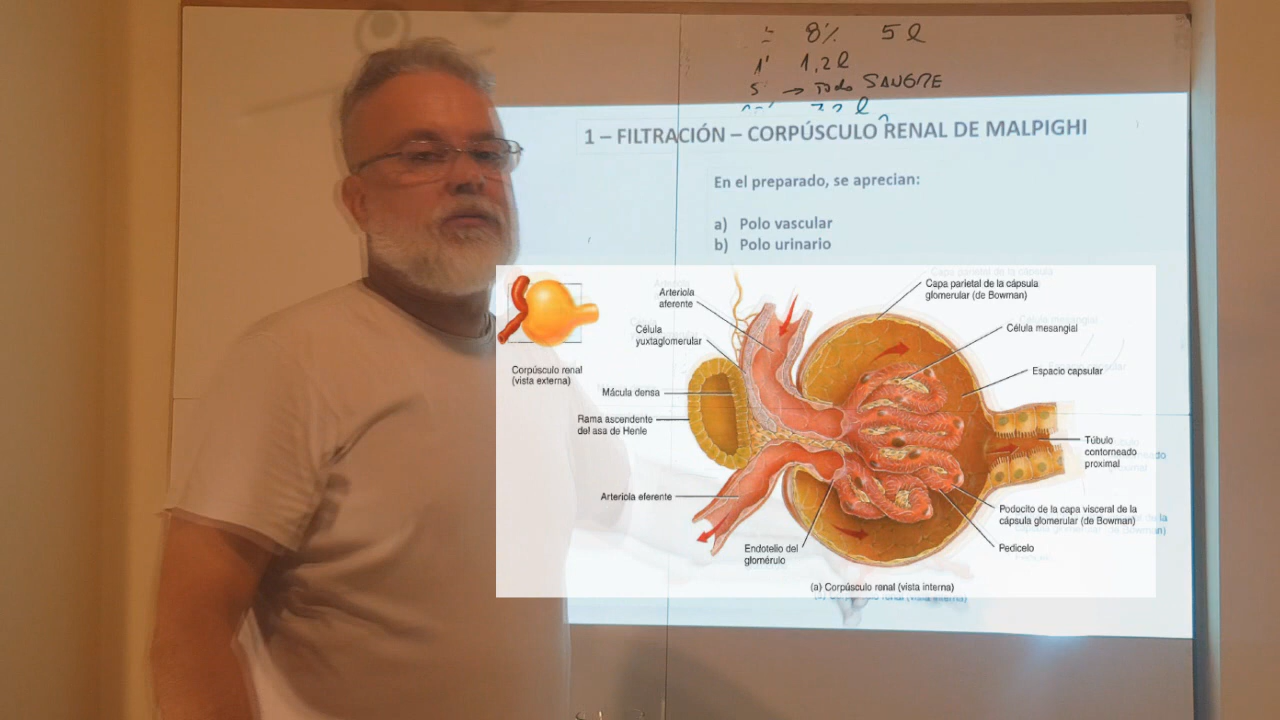 8% 5 l
1' 1,2 l
5' → Todo SANGRE
1 – FILTRACIÓN – CORPÚSCULO RENAL DE MALPIGHI
En el preparado, se aprecian:
a) Polo vascular
b) Polo urinario
Arteriola
aferente
Célula
yuxtaglomerular
Corpúsculo renal
(vista externa)
Mácula densa
Rama ascendente
del asa de Henle
Arteriola eferente
Endotelio del
glomérulo
Capa parietal de la cápsula
glomerular (de Bowman)
Célula mesangial
Espacio capsular
Túbulo
contorneado
proximal
Podocito de la capa visceral de la
cápsula glomerular (de Bowman)
Pedicelo
(a) Corpúsculo renal (vista interna)